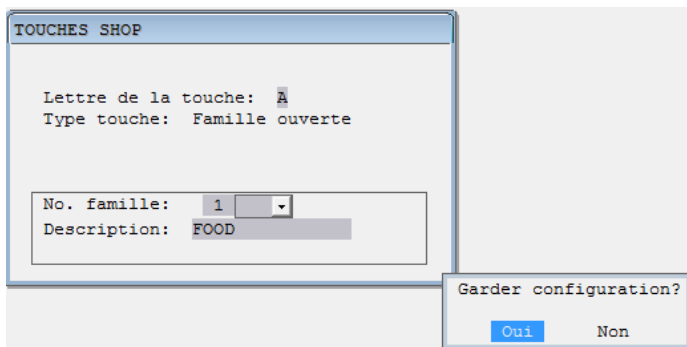 TOUCHES SHOP
Lettre de la touche: A
Type touche: Famille ouverte
No. famille: 1
Description: FOOD
Garder configuration?
Oui Non